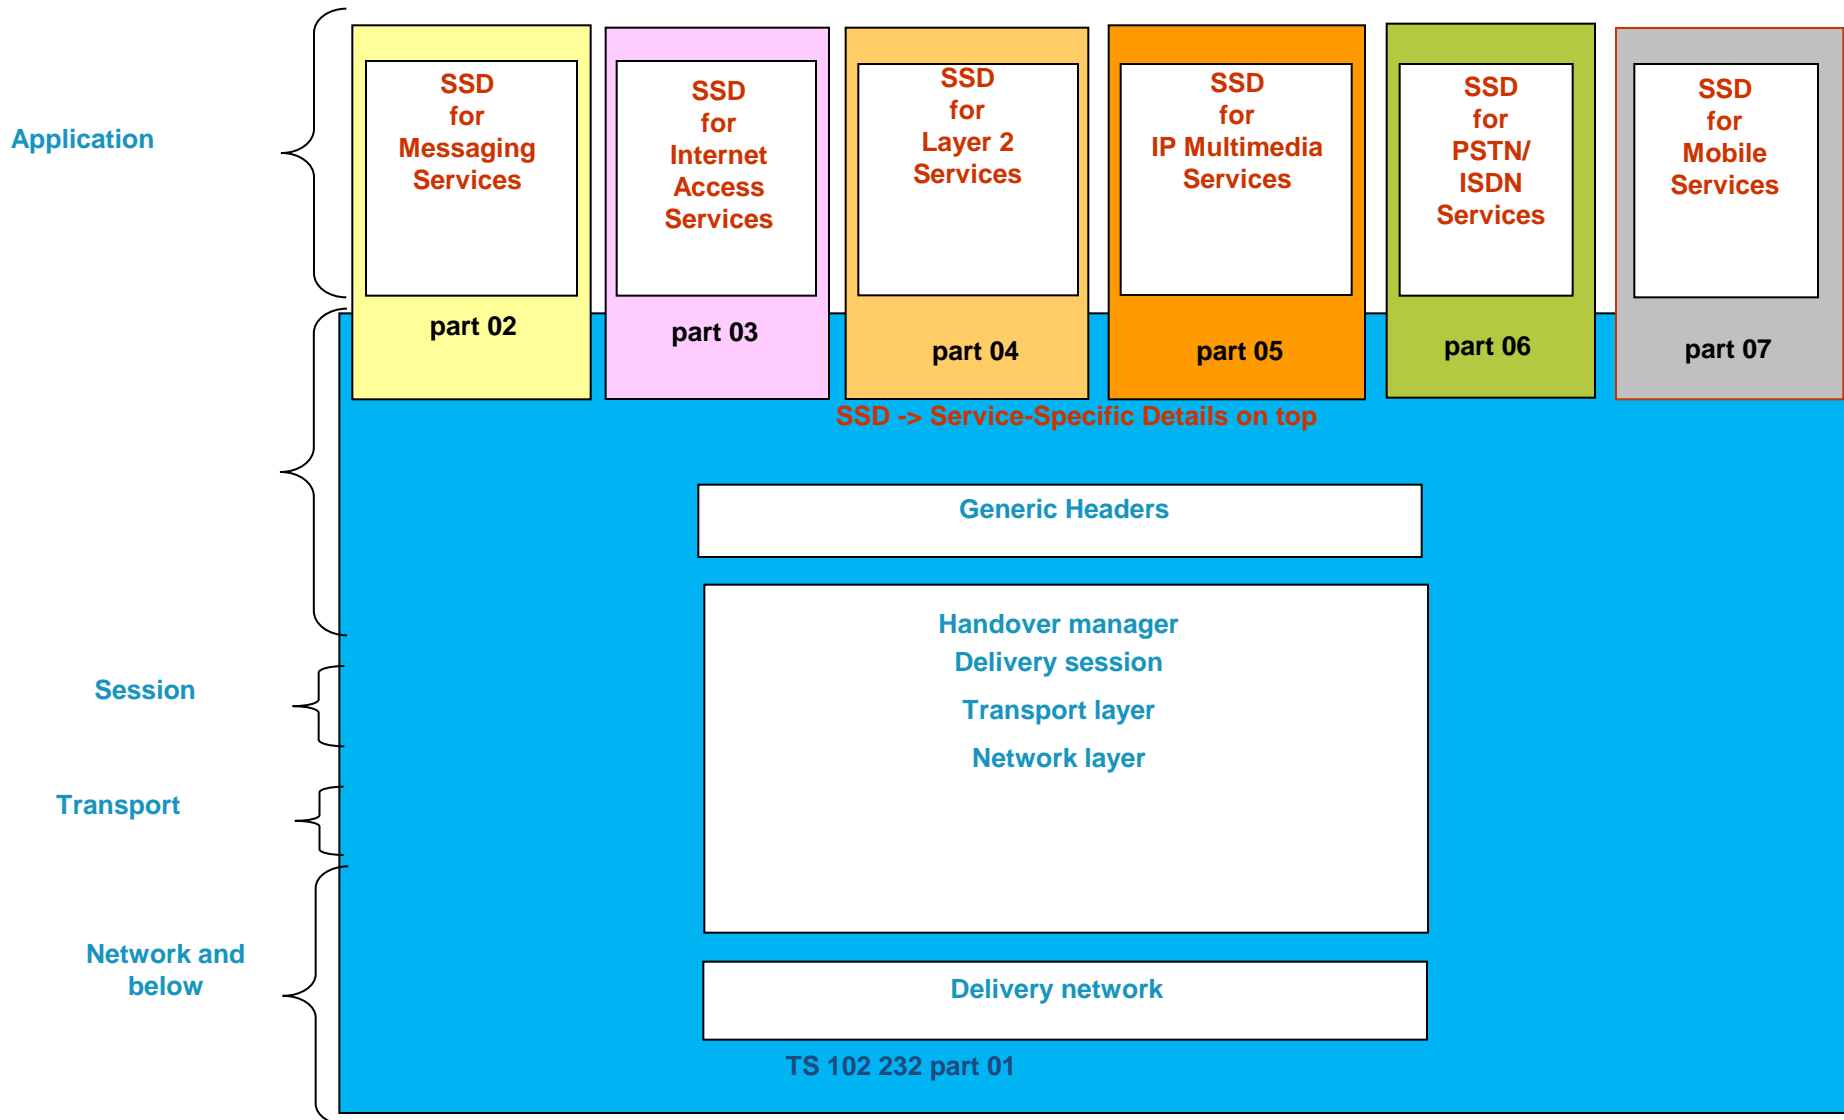 Application
SSD
for
Messaging
Services
part 02
SSD
for
Internet
Access
Services
part 03
SSD
for
Layer 2
Services
part 04
SSD
for
IP Multimedia
Services
part 05
SSD
for
PSTN/
ISDN
Services
part 06
SSD
for
Mobile
Services
part 07
SSD -> Service-Specific Details on top
Generic Headers
Handover manager
Delivery session
Transport layer
Network layer
Session
Transport
Network and
below
Delivery network
TS 102 232 part 01